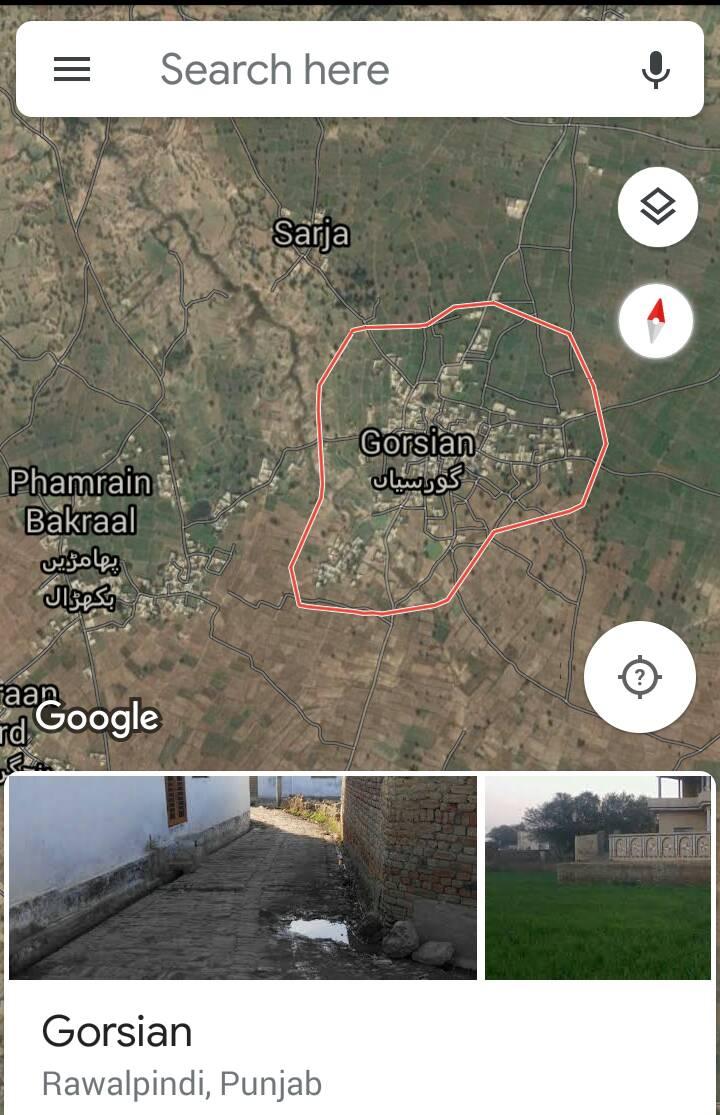 Search here
Sarja
Gorsian
گورسیاں
Phamrain
Bakraal
پھامڑیں
بکھڑال
raan
rd
Google
Gorsian
Rawalpindi, Punjab